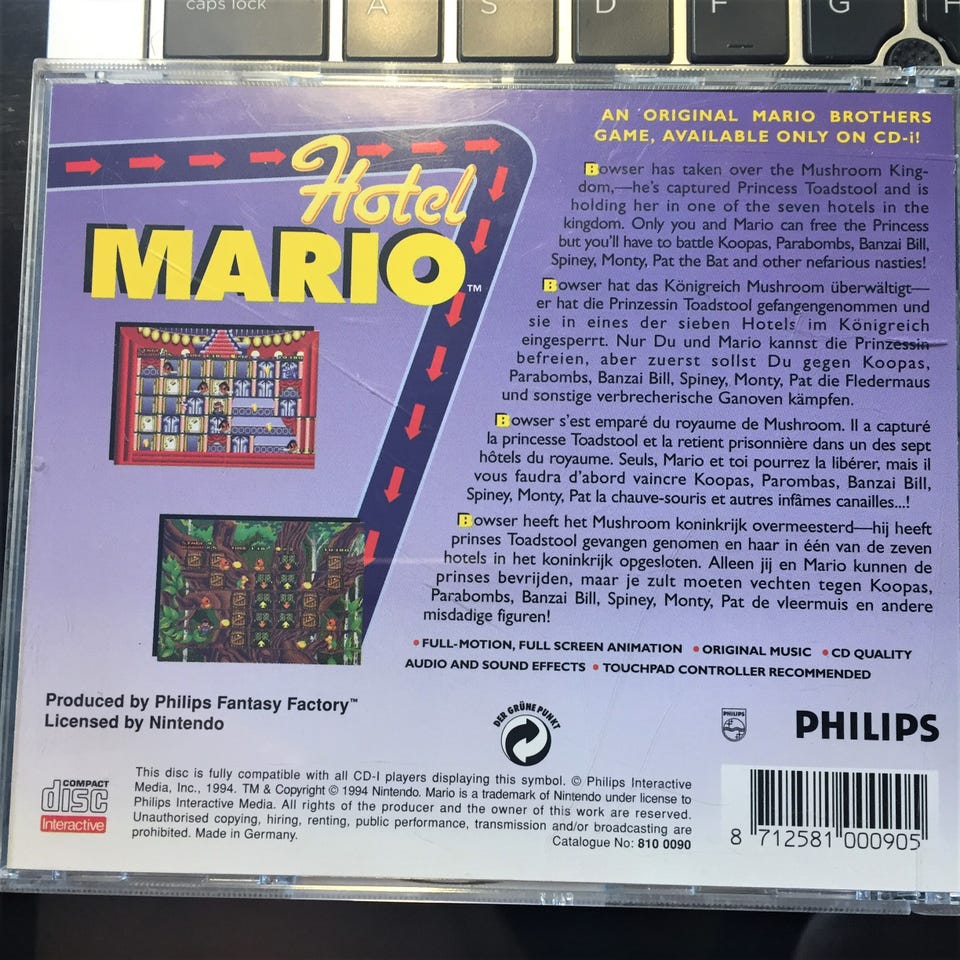 caps lock
A
S
D
F
G
AN ORIGINAL MARIO BROTHERS
GAME, AVAILABLE ONLY ON CD-i!
Hotel
MARIO™
Bowser has taken over the Mushroom King-
dom,—he's captured Princess Toadstool and is
holding her in one of the seven hotels in the
kingdom. Only you and Mario can free the Princess
but you'll have to battle Koopas, Parabombs, Banzai Bill,
Spiney, Monty, Pat the Bat and other nefarious nasties!
Bowser hat das Königreich Mushroom überwältigt—
er hat die Prinzessin Toadstool gefangengenommen und
sie in eines der sieben Hotels im Königreich
eingesperrt. Nur Du und Mario kannst die Prinzessin
befreien, aber zuerst sollst Du gegen Koopas,
Parabombs, Banzai Bill, Spiney, Monty, Pat die Fledermaus
und sonstige verbrecherische Ganoven kämpfen.
Bowser s'est emparé du royaume de Mushroom. Il a capturé
la princesse Toadstool et la retient prisonnière dans un des sept
hôtels du royaume. Seuls, Mario et toi pourrez la libérer, mais il
vous faudra d'abord vaincre Koopas, Parombas, Banzai Bill,
Spiney, Monty, Pat la chauve-souris et autres infâmes canailles...!
Bowser heeft het Mushroom koninkrijk overmeesterd—hij heeft
prinses Toadstool gevangen genomen en haar in één van de zeven
hotels in het koninkrijk opgesloten. Alleen jij en Mario kunnen de
prinses bevrijden, maar je zult moeten vechten tegen Koopas,
Parabombs, Banzai Bill, Spiney, Monty, Pat de vleermuis en andere
misdadige figuren!
• FULL-MOTION, FULL SCREEN ANIMATION • ORIGINAL MUSIC • CD QUALITY
AUDIO AND SOUND EFFECTS • TOUCHPAD CONTROLLER RECOMMENDED
Produced by Philips Fantasy Factory™
Licensed by Nintendo
DER GRÜNE PUNKT
PHILIPS
PHILIPS
COMPACT
disc
Interactive
This disc is fully compatible with all CD-I players displaying this symbol. © Philips Interactive
Media, Inc., 1994. TM & Copyright © 1994 Nintendo. Mario is a trademark of Nintendo under license to
Philips Interactive Media. All rights of the producer and the owner of this work are reserved.
Unauthorised copying, hiring, renting, public performance, transmission and/or broadcasting are
prohibited. Made in Germany.
Catalogue No: 810 0090
8 712581 000905